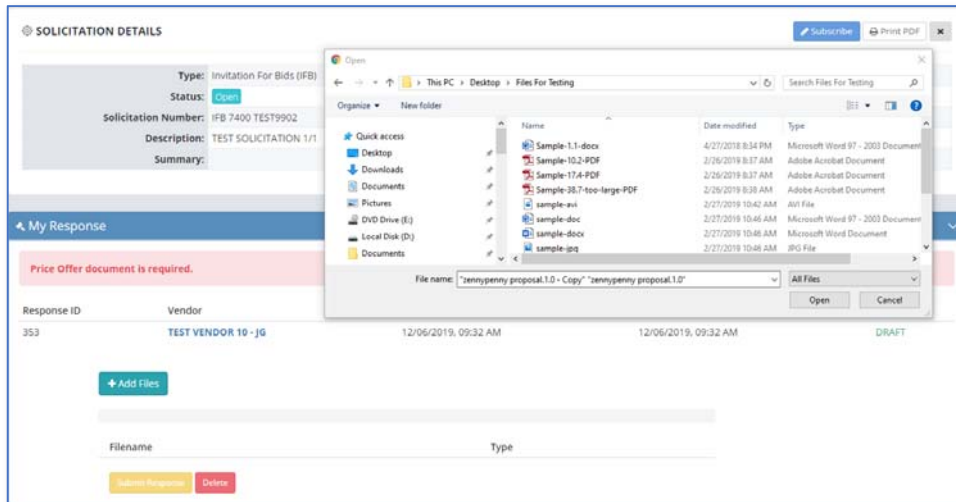 SOLICITATION DETAILS
Subscribe
Print PDF
Type: Invitation For Bids (IFB)
Status: Open
Solicitation Number: IFB 7400 TEST9902
Description: TEST SOLICITATION 1/1
Summary:
Open
This PC > Desktop > Files For Testing
Search Files For Testing
Organize
New folder
Name
Date modified
Type
Quick access
Desktop
Downloads
Documents
Pictures
DVD Drive (E:)
Local Disk (D:)
Documents
Sample-1.1-docx 4/27/2018 8:34 PM Microsoft Word 97 - 2003 Document
Sample-10.2-PDF 2/26/2019 8:37 AM Adobe Acrobat Document
Sample-17.4-PDF 2/26/2019 8:37 AM Adobe Acrobat Document
Sample-38.7-too-large-PDF 2/26/2019 8:38 AM Adobe Acrobat Document
sample-avi 2/27/2019 10:42 AM AVI File
sample-doc 2/27/2019 10:46 AM Microsoft Word 97 - 2003 Document
sample-docx 2/27/2019 10:46 AM Microsoft Word Document
sample-jpg 2/27/2019 10:46 AM JPG File
File name: "zennypenny proposal.1.0 - Copy" "zennypenny proposal.1.0"
All Files
Open
Cancel
My Response
Price Offer document is required.
Response ID
Vendor
353 TEST VENDOR 10 - JG 12/06/2019, 09:32 AM 12/06/2019, 09:32 AM DRAFT
+ Add Files
Filename Type
Submit Response
Delete